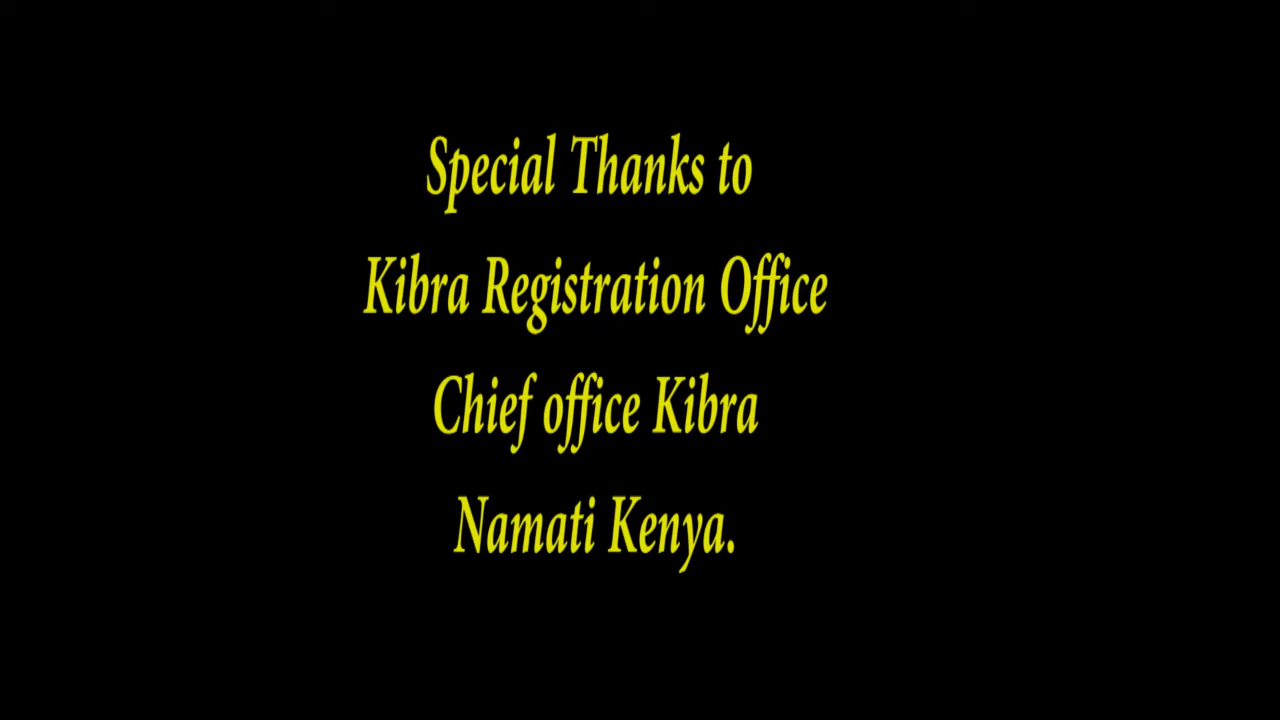 Special Thanks to
Kibra Registration Office
Chief office Kibra
Namati Kenya.